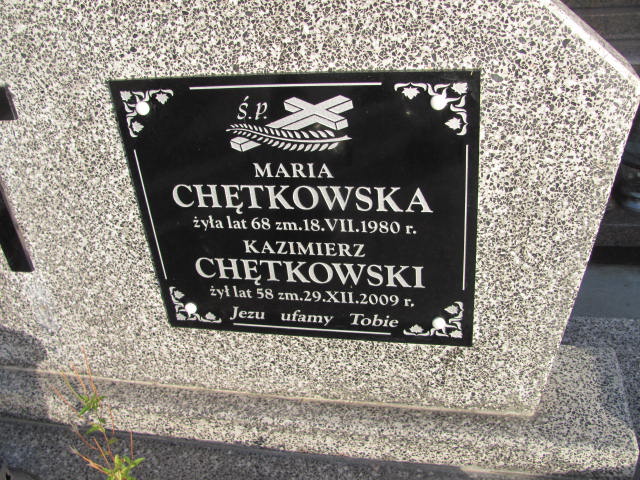 Ś.P.
MARIA
CHĘTKOWSKA
żyła lat 68 zm.18.VII.1980 r.
KAZIMIERZ
CHĘTKOWSKI
żył lat 58 zm.29.XII.2009 r.
Jezu ufamy Tobie